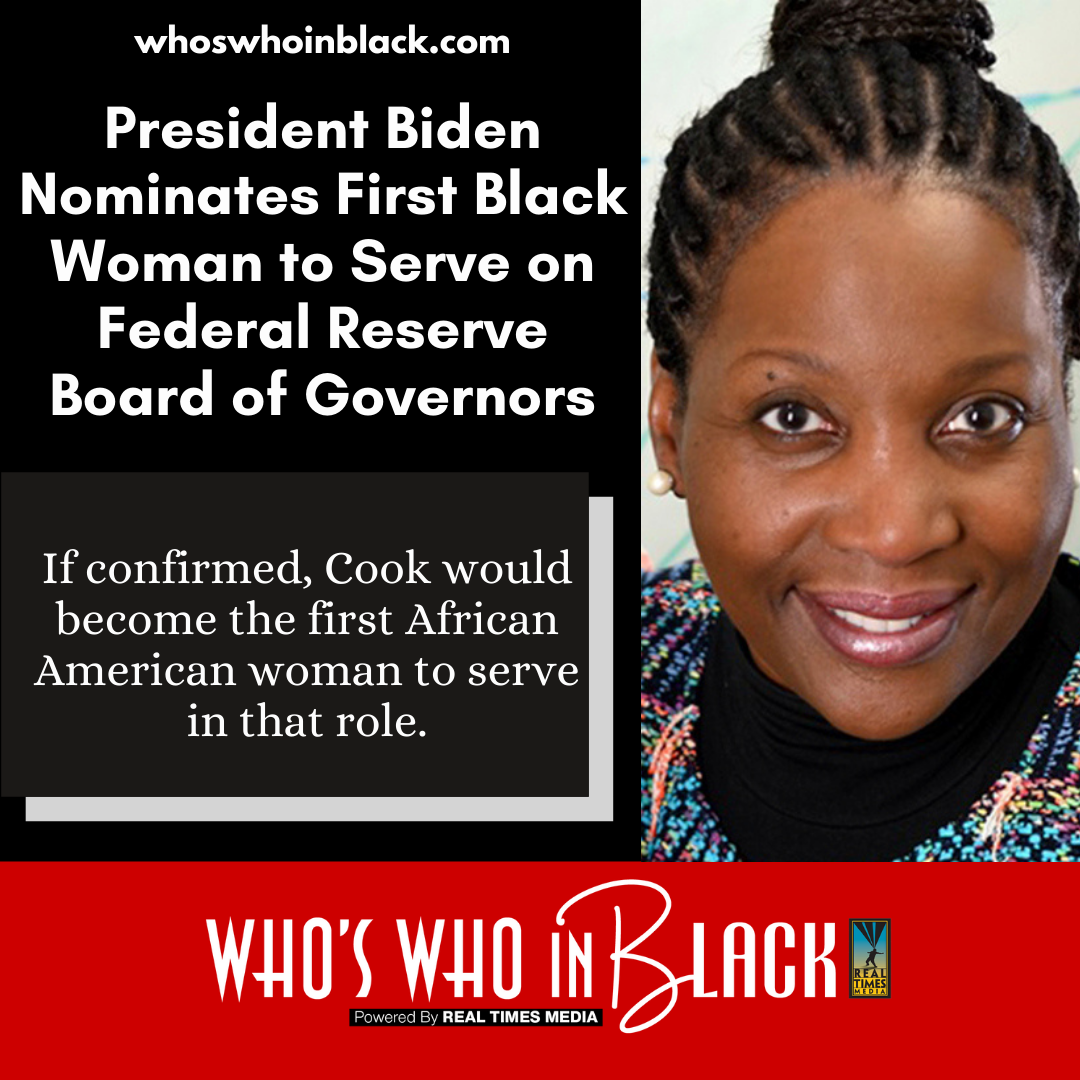 whoswhoinblack.com
President Biden
Nominates First Black
Woman to Serve on
Federal Reserve
Board of Governors
If confirmed, Cook would
become the first African
American woman to serve
in that role.
WHO'S WHO IN BLACK
REAL
TIMES
MEDIA
Powered By REAL TIMES MEDIA